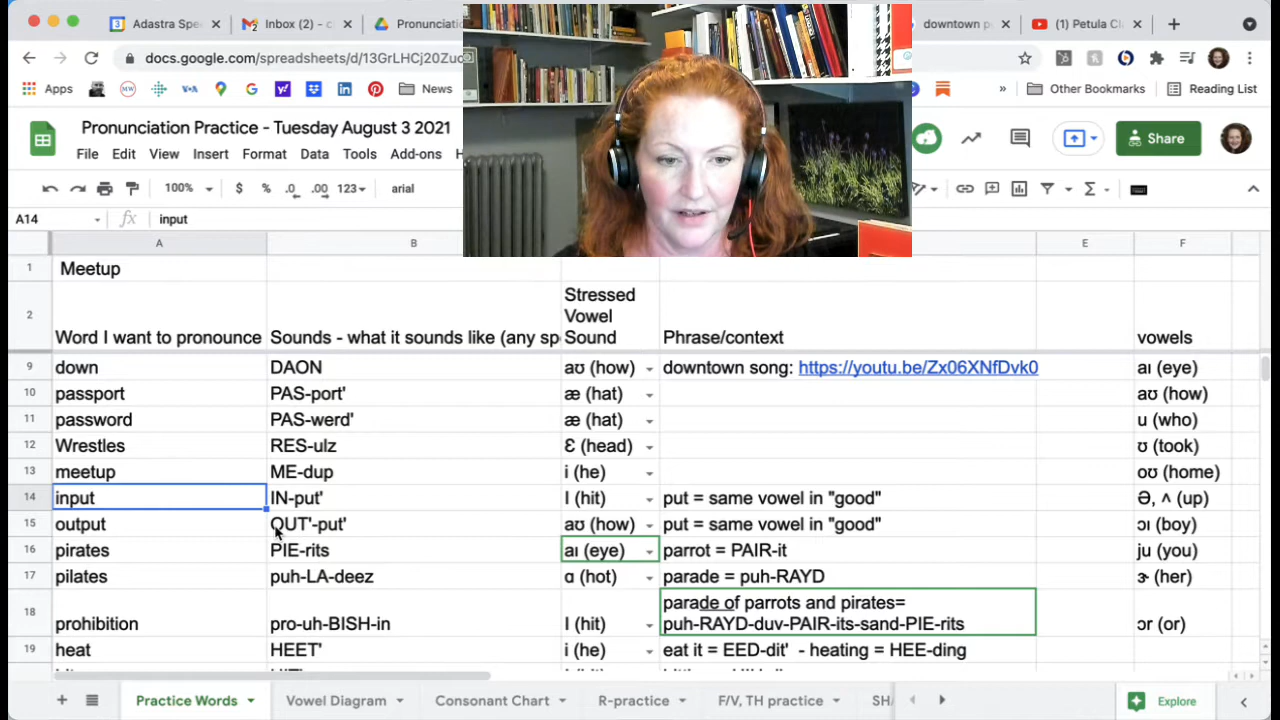 Adastra Spe
Inbox (2) – c
Pronunciatio
downtown p
(1) Petula Cl
docs.google.com/spreadsheets/d/13GrLHCj20Zuc
Apps
News
Other Bookmarks
Reading List
Pronunciation Practice - Tuesday August 3 2021
File Edit View Insert Format Data Tools Add-ons
Share
100% $ % .0 .00 123 arial
A14 fx input
A B E F
1 Meetup
2 Word I want to pronounce Sounds - what it sounds like (any sp Stressed Vowel Sound Phrase/context vowels
9 down DAON aʊ (how) downtown song: https://youtu.be/Zx06XNfDvk0 aɪ (eye)
10 passport PAS-port' æ (hat) aʊ (how)
11 password PAS-werd' æ (hat) u (who)
12 Wrestles RES-ulz Ɛ (head) ʊ (took)
13 meetup ME-dup i (he) oʊ (home)
14 input IN-put' I (hit) put = same vowel in "good" Ə, ʌ (up)
15 output OUT'-put' aʊ (how) put = same vowel in "good" ɔɪ (boy)
16 pirates PIE-rits aɪ (eye) parrot = PAIR-it ju (you)
17 pilates puh-LA-deez ɑ (hot) parade = puh-RAYD ɝ (her)
18 prohibition pro-uh-BISH-in I (hit) parade of parrots and pirates= puh-RAYD-duv-PAIR-its-sand-PIE-rits ɔr (or)
19 heat HEET' i (he) eat it = EED-dit' - heating = HEE-ding
Practice Words Vowel Diagram Consonant Chart R-practice F/V, TH practice SH/
Explore